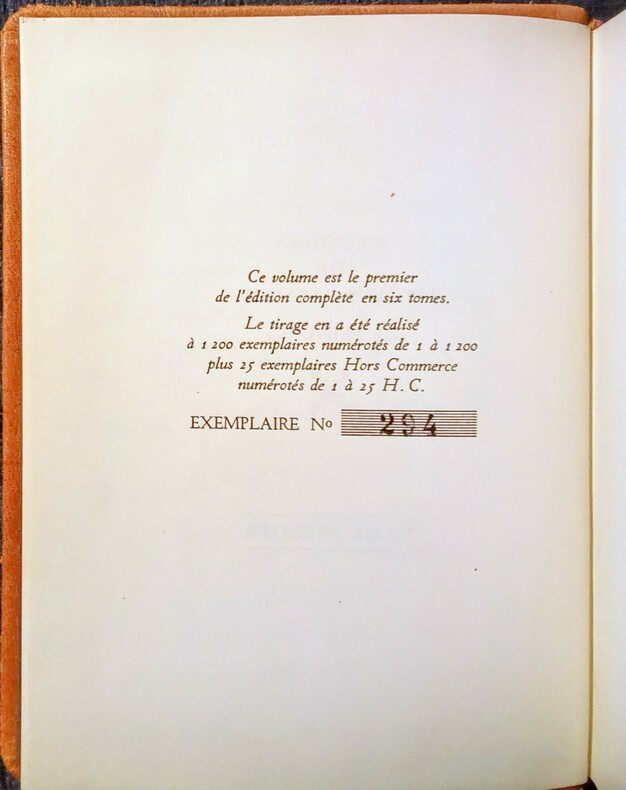 Ce volume est le premier
de l'édition complète en six tomes.
Le tirage en a été réalisé
à 1 200 exemplaires numérotés de 1 à 1 200
plus 25 exemplaires Hors Commerce
numérotés de 1 à 25 H. C.
EXEMPLAIRE Nº 294